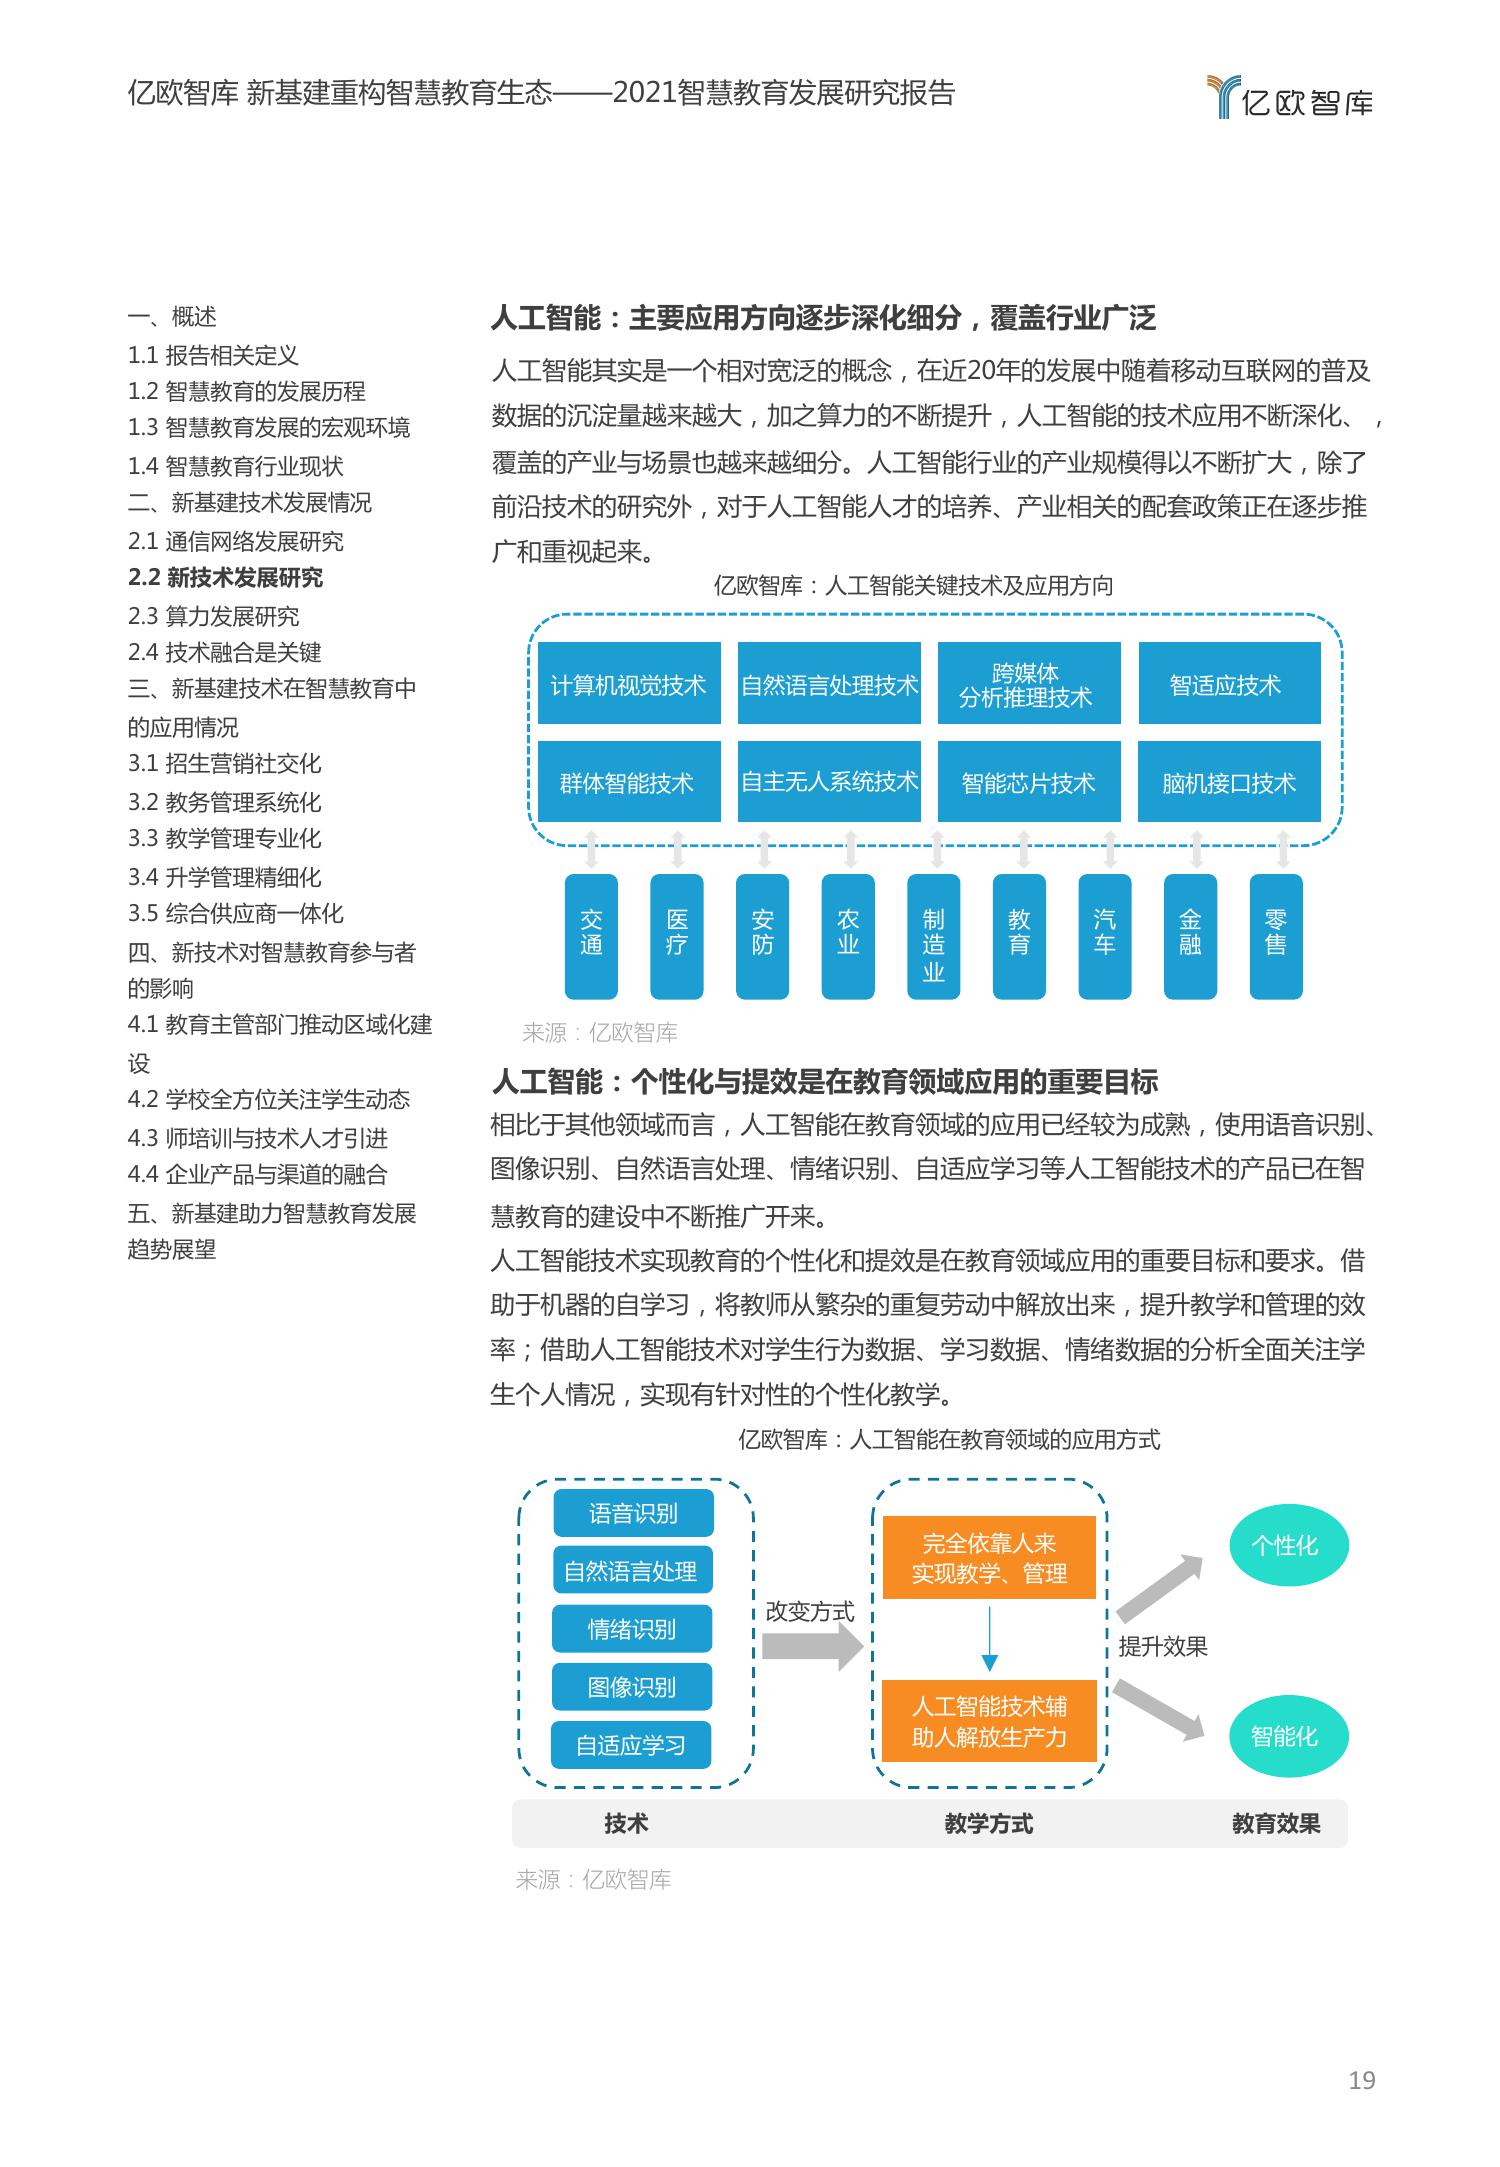 亿欧智库 新基建重构智慧教育生态——2021智慧教育发展研究报告
亿欧智库
一、概述
1.1 报告相关定义
1.2 智慧教育的发展历程
1.3 智慧教育发展的宏观环境
1.4 智慧教育行业现状
二、新基建技术发展情况
2.1 通信网络发展研究
2.2 新技术发展研究
2.3 算力发展研究
2.4 技术融合是关键
三、新基建技术在智慧教育中
的应用情况
3.1 招生营销社交化
3.2 教务管理系统化
3.3 教学管理专业化
3.4 升学管理精细化
3.5 综合供应商一体化
四、新技术对智慧教育参与者
的影响
4.1 教育主管部门推动区域化建
设
4.2 学校全方位关注学生动态
4.3 师培训与技术人才引进
4.4 企业产品与渠道的融合
五、新基建助力智慧教育发展
趋势展望
人工智能：主要应用方向逐步深化细分，覆盖行业广泛
人工智能其实是一个相对宽泛的概念，在近20年的发展中随着移动互联网的普及
数据的沉淀量越来越大，加之算力的不断提升，人工智能的技术应用不断深化、，
覆盖的产业与场景也越来越细分。人工智能行业的产业规模得以不断扩大，除了
前沿技术的研究外，对于人工智能人才的培养、产业相关的配套政策正在逐步推
广和重视起来。
亿欧智库：人工智能关键技术及应用方向
计算机视觉技术
自然语言处理技术
跨媒体
分析推理技术
智适应技术
群体智能技术
自主无人系统技术
智能芯片技术
脑机接口技术
交通
医疗
安防
农业
制造业
教育
汽车
金融
零售
来源：亿欧智库
人工智能：个性化与提效是在教育领域应用的重要目标
相比于其他领域而言，人工智能在教育领域的应用已经较为成熟，使用语音识别、
图像识别、自然语言处理、情绪识别、自适应学习等人工智能技术的产品已在智
慧教育的建设中不断推广开来。
人工智能技术实现教育的个性化和提效是在教育领域应用的重要目标和要求。借
助于机器的自学习，将教师从繁杂的重复劳动中解放出来，提升教学和管理的效
率；借助人工智能技术对学生行为数据、学习数据、情绪数据的分析全面关注学
生个人情况，实现有针对性的个性化教学。
亿欧智库：人工智能在教育领域的应用方式
语音识别
自然语言处理
情绪识别
图像识别
自适应学习
改变方式
完全依靠人来
实现教学、管理
人工智能技术辅
助人解放生产力
提升效果
个性化
智能化
技术
教学方式
教育效果
来源：亿欧智库
19